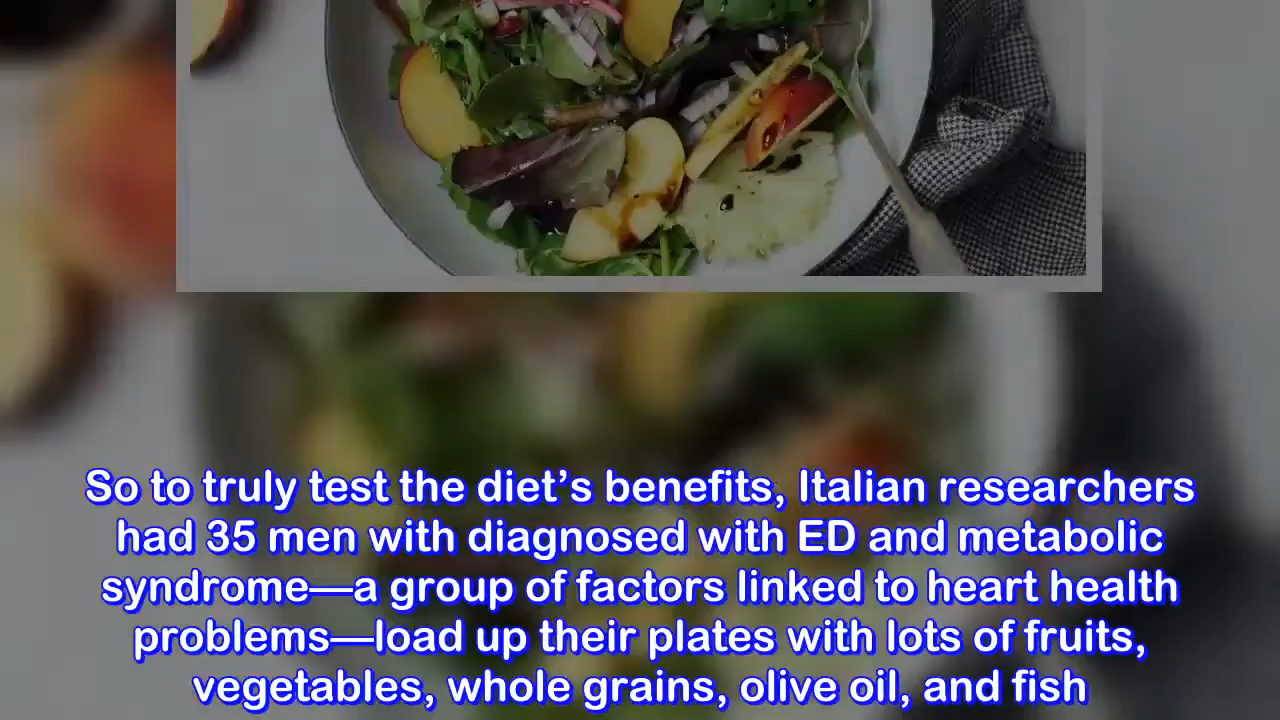 So to truly test the diet’s benefits, Italian researchers
had 35 men with diagnosed with ED and metabolic
syndrome—a group of factors linked to heart health
problems—load up their plates with lots of fruits,
vegetables, whole grains, olive oil, and fish